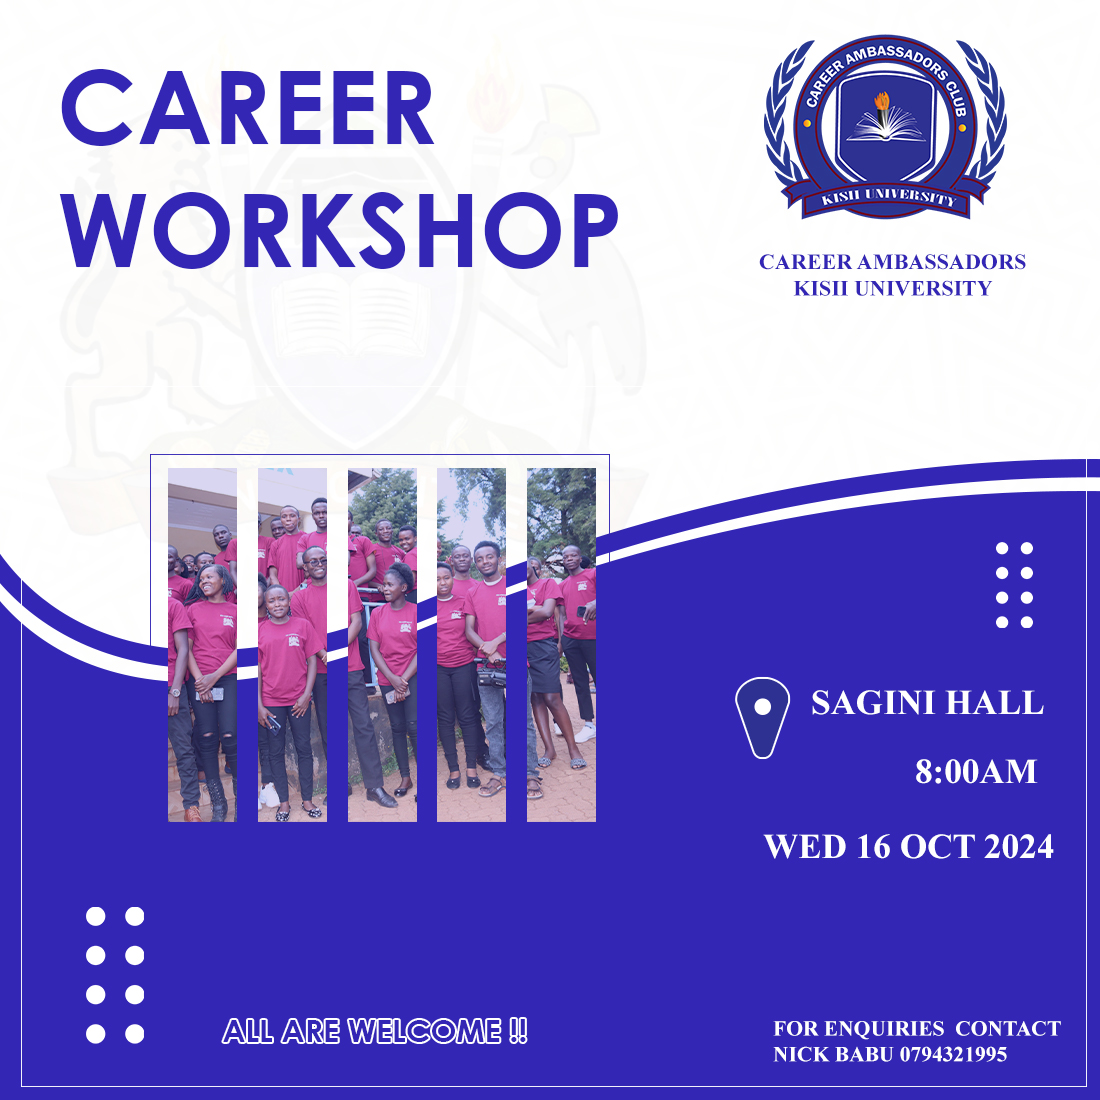 CAREER
WORKSHOP
CAREER AMBASSADORS CLUB
KISII UNIVERSITY
CAREER AMBASSADORS
KISII UNIVERSITY
SAGINI HALL
8:00AM
WED 16 OCT 2024
ALL ARE WELCOME !!
FOR ENQUIRIES CONTACT
NICK BABU 0794321995